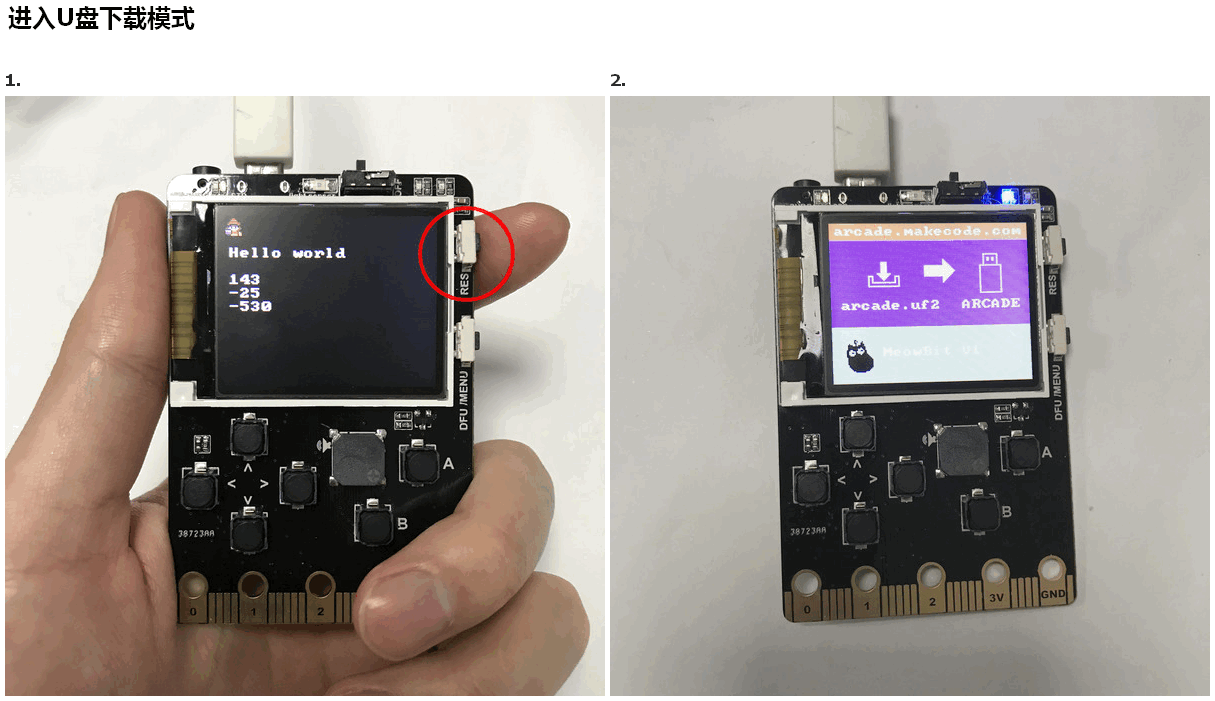 进入U盘下载模式
1.
2.
Hello world
143
-25
-530
RES
DFU /MENU
A
B
38723AA
0
1
2
arcade.makecode.com
arcade.uf2
ARCADE
MeowBit V1
RES
DFU /MENU
A
B
38723AA
0
1
2
3V
GND